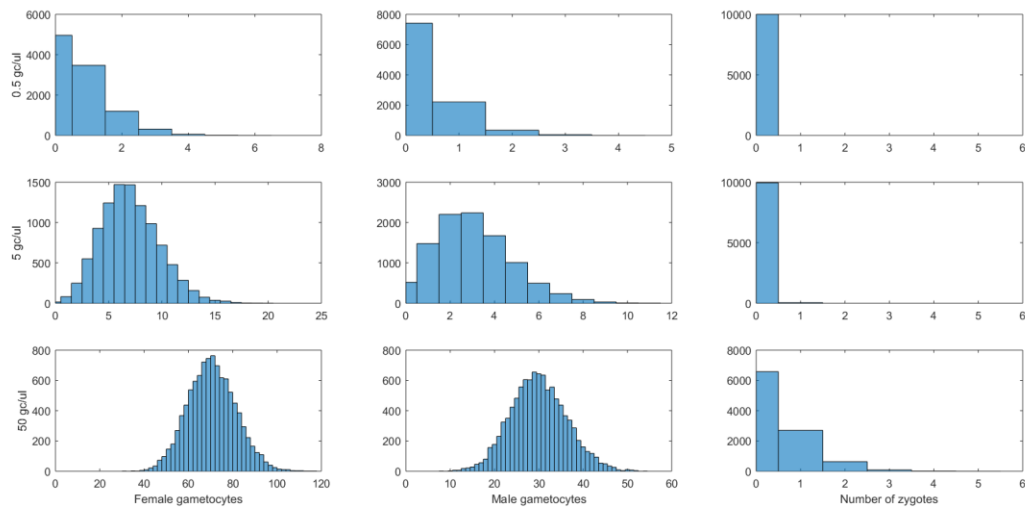 6000
4000
2000
0
0 2 4 6 8
0.5 gc/ul
8000
6000
4000
2000
0
0 1 2 3 4 5
10000
5000
0
0 1 2 3 4 5 6
1500
1000
500
0
0 5 10 15 20 25
5 gc/ul
3000
2000
1000
0
0 2 4 6 8 10 12
10000
5000
0
0 1 2 3 4 5 6
800
600
400
200
0
0 20 40 60 80 100 120
50 gc/ul
Female gametocytes
800
600
400
200
0
0 10 20 30 40 50 60
Male gametocytes
8000
6000
4000
2000
0
0 1 2 3 4 5 6
Number of zygotes